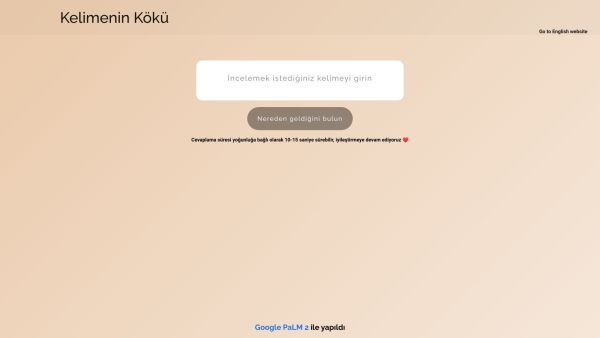 Kelimenin Kökü
Go to English website
İncelemek istediğiniz kelimeyi girin
Nereden geldiğini bulun
Cevaplama süresi yoğunluğa bağlı olarak 10-15 saniye sürebilir, iyileştirmeye devam ediyoruz ❤️
Google PaLM 2 ile yapıldı